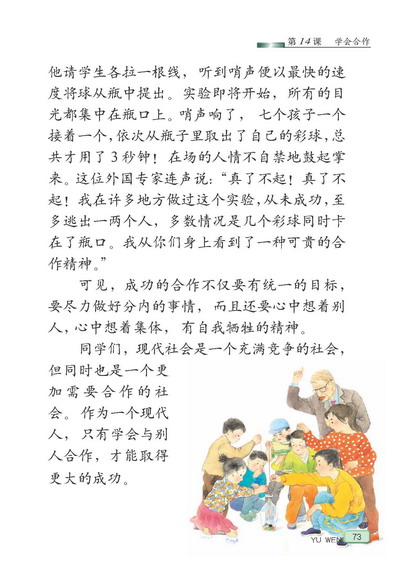 第14课 学会合作
他请学生各拉一根线，听到哨声便以最快的速
度将球从瓶中提出。实验即将开始，所有的目
光都集中在瓶口上。哨声响了，七个孩子一个
接着一个，依次从瓶子里取出了自己的彩球，总
共才用了3秒钟！在场的人情不自禁地鼓起掌
来。这位外国专家连声说：“真了不起！真了不
起！我在许多地方做过这个实验，从未成功，至
多逃出一两个人，多数情况是几个彩球同时卡
在了瓶口。我从你们身上看到了一种可贵的合
作精神。”
可见，成功的合作不仅要有统一的目标，
要尽力做好分内的事情，而且还要心中想着别
人，心中想着集体，有自我牺牲的精神。
同学们，现代社会是一个充满竞争的社会，
但同时也是一个更
加需要合作的社
会。作为一个现代
人，只有学会与别
人合作，才能取得
更大的成功。
YU WEN 73